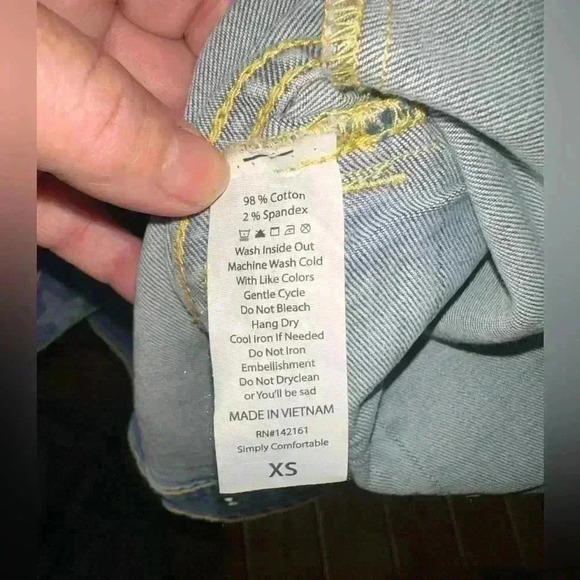 98 % Cotton
2 % Spandex
Wash Inside Out
Machine Wash Cold
With Like Colors
Gentle Cycle
Do Not Bleach
Hang Dry
Cool Iron If Needed
Do Not Iron
Embellishment
Do Not Dryclean
or You'll be sad
MADE IN VIETNAM
RN#142161
Simply Comfortable
XS